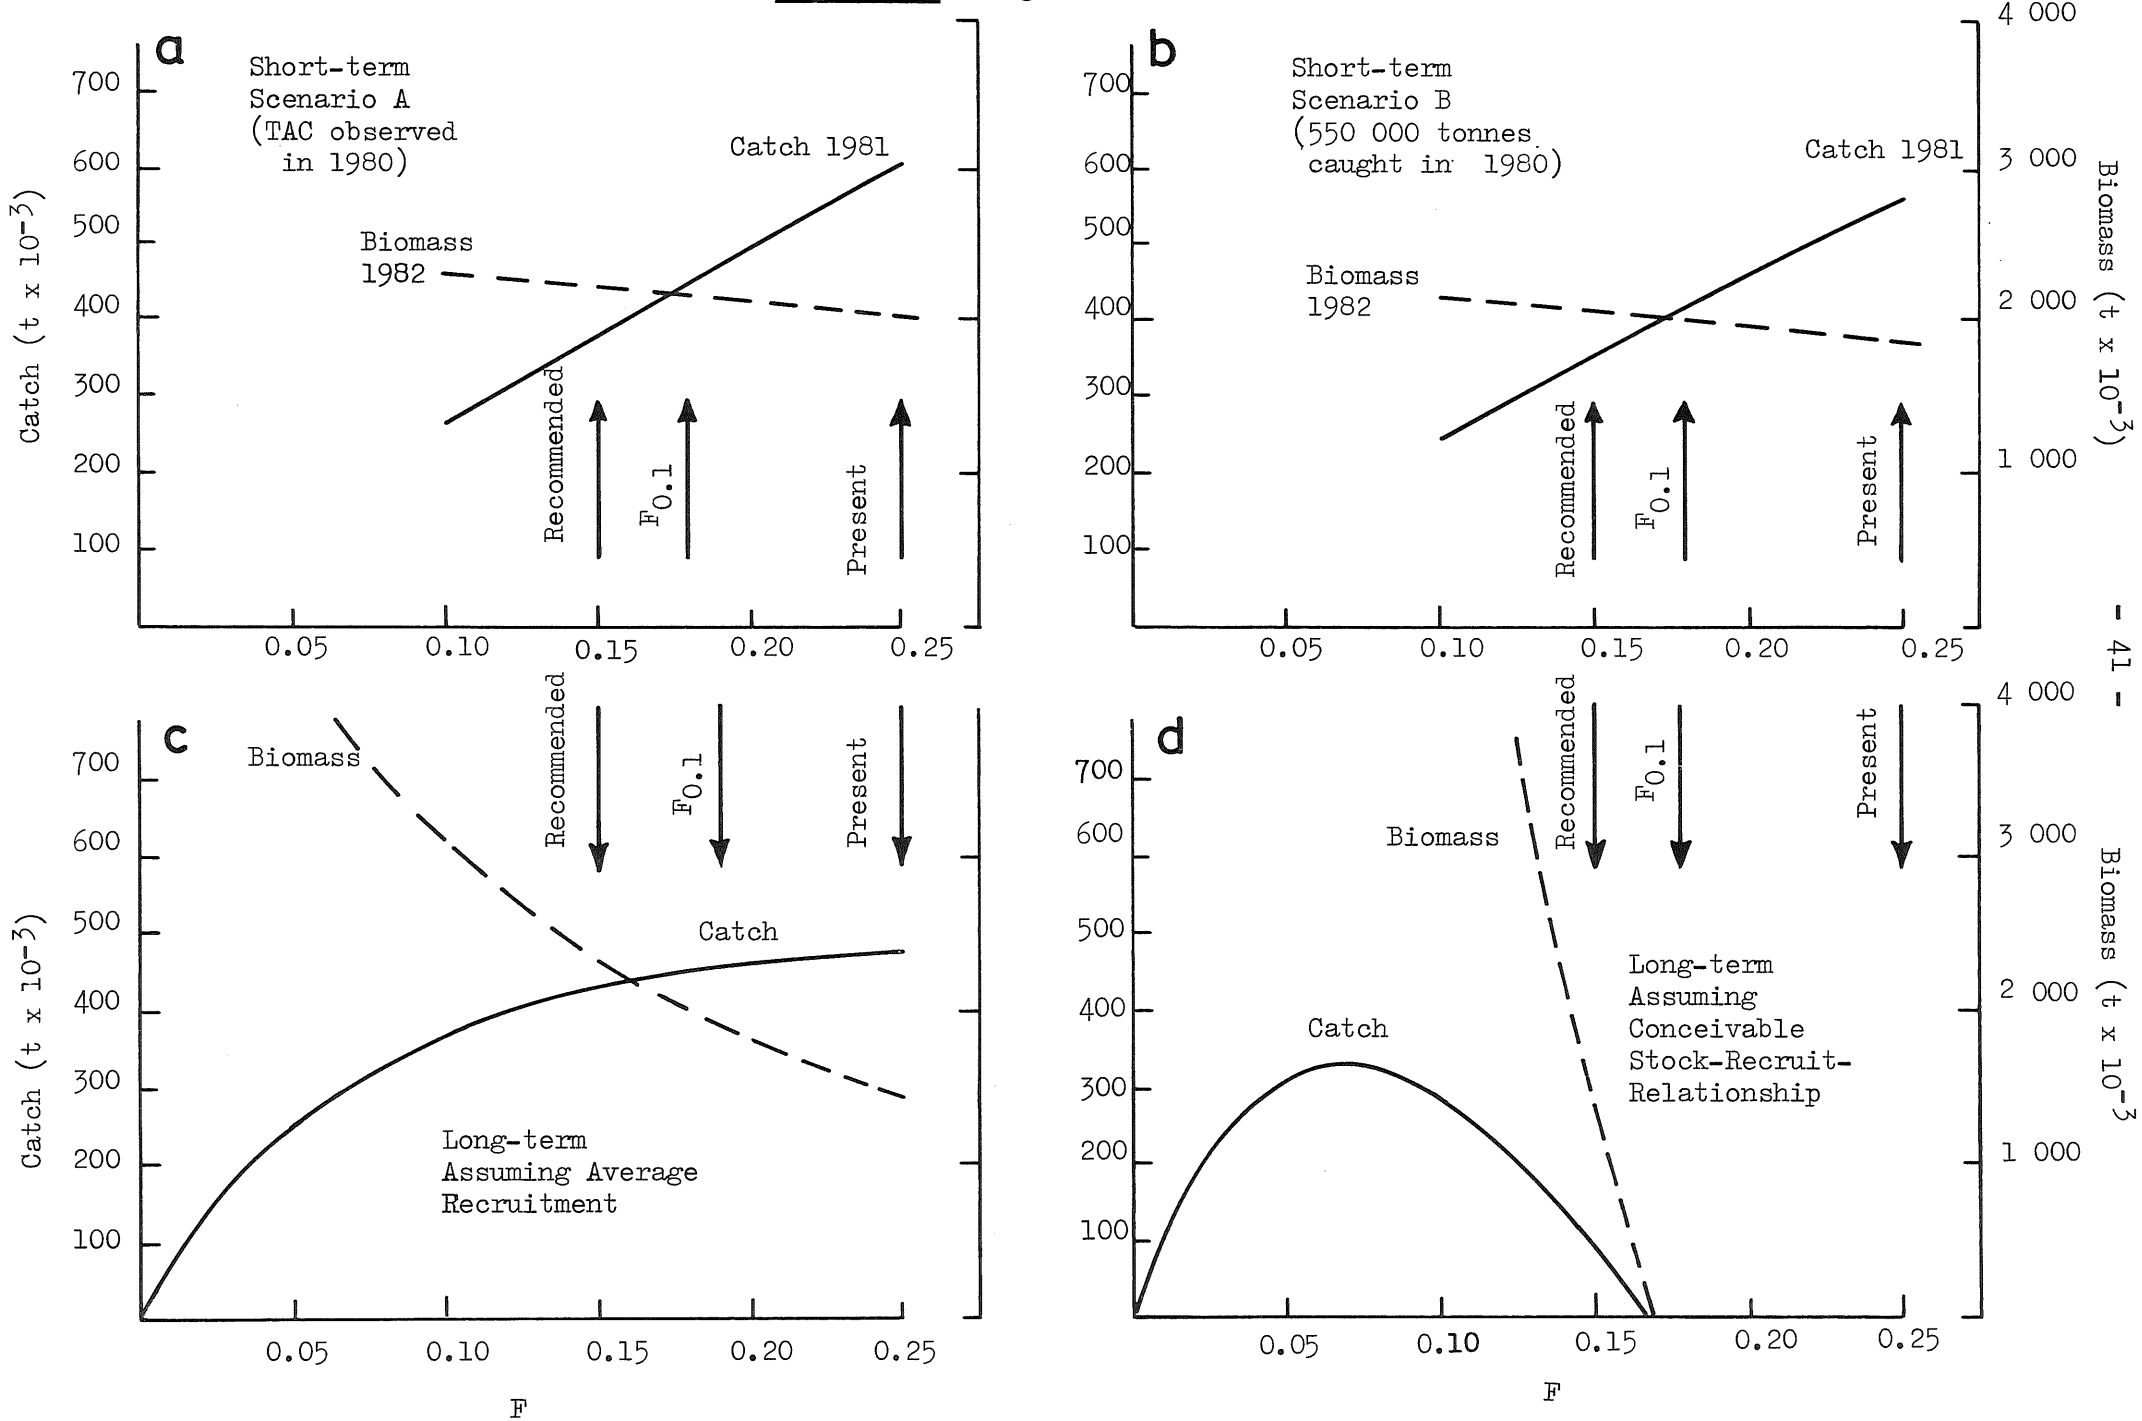 a
Short-term
Scenario A
(TAC observed
in 1980)
Catch 1981
Biomass
1982
Recommended
F0.1
Present
700
600
500
400
300
200
100
Catch (t x 10-3)
0.05 0.10 0.15 0.20 0.25
b
Short-term
Scenario B
(550 000 tonnes
caught in 1980)
Catch 1981
Biomass
1982
Recommended
F0.1
Present
700
600
500
400
300
200
100
4 000
3 000
2 000
1 000
Biomass (t x 10-3)
0.05 0.10 0.15 0.20 0.25
- 41 -
c
Biomass
Recommended
F0.1
Present
Catch
Long-term
Assuming Average
Recruitment
700
600
500
400
300
200
100
Catch (t x 10-3)
0.05 0.10 0.15 0.20 0.25
F
d
Recommended
F0.1
Present
Biomass
Catch
Long-term
Assuming
Conceivable
Stock-Recruit-
Relationship
700
600
500
400
300
200
100
4 000
3 000
2 000
1 000
Biomass (t x 10-3
0.05 0.10 0.15 0.20 0.25
F